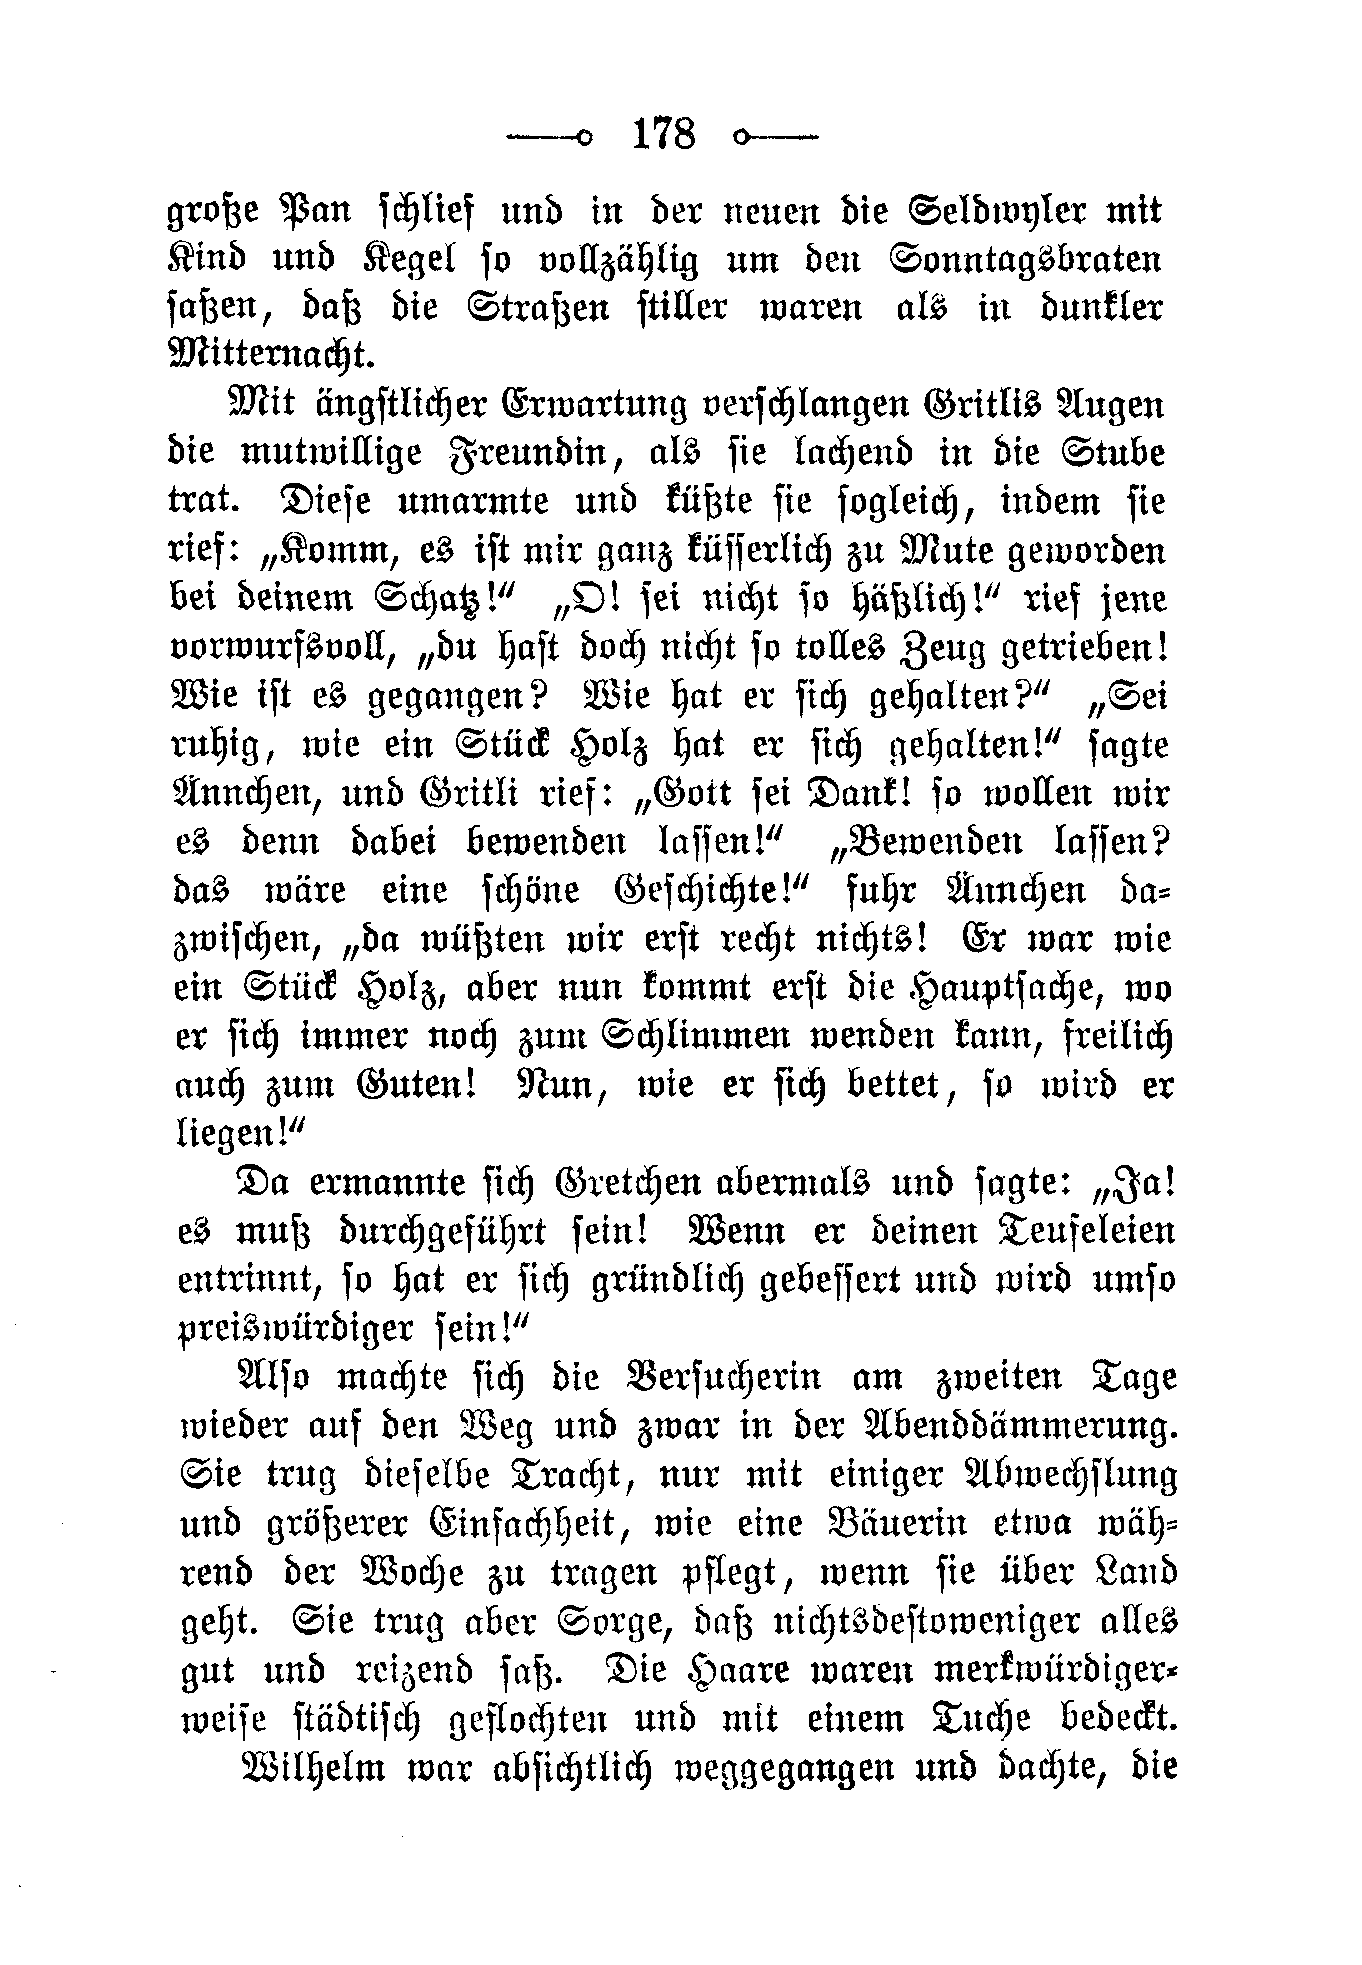 178
große Pan schlief und in der neuen die Seldwyler mit
Kind und Kegel so vollzählig um den Sonntagsbraten
saßen, daß die Straßen stiller waren als in dunkler
Mitternacht.
Mit ängstlicher Erwartung verschlangen Gritlis Augen
die mutwillige Freundin, als sie lachend in die Stube
trat. Diese umarmte und küßte sie sogleich, indem sie
rief: „Komm, es ist mir ganz küsserlich zu Mute geworden
bei deinem Schatz!“ „O! sei nicht so häßlich!“ rief jene
vorwurfsvoll, „du hast doch nicht so tolles Zeug getrieben!
Wie ist es gegangen? Wie hat er sich gehalten?“ „Sei
ruhig, wie ein Stück Holz hat er sich gehalten!“ sagte
Ännchen, und Gritli rief: „Gott sei Dank! so wollen wir
es denn dabei bewenden lassen!“ „Bewenden lassen?
das wäre eine schöne Geschichte!“ fuhr Ännchen da-
zwischen, „da wüßten wir erst recht nichts! Er war wie
ein Stück Holz, aber nun kommt erst die Hauptsache, wo
er sich immer noch zum Schlimmen wenden kann, freilich
auch zum Guten! Nun, wie er sich bettet, so wird er
liegen!“
Da ermannte sich Gretchen abermals und sagte: „Ja!
es muß durchgeführt sein! Wenn er deinen Teufeleien
entrinnt, so hat er sich gründlich gebessert und wird umso
preiswürdiger sein!“
Also machte sich die Versucherin am zweiten Tage
wieder auf den Weg und zwar in der Abenddämmerung.
Sie trug dieselbe Tracht, nur mit einiger Abwechslung
und größerer Einfachheit, wie eine Bäuerin etwa wäh-
rend der Woche zu tragen pflegt, wenn sie über Land
geht. Sie trug aber Sorge, daß nichtsdestoweniger alles
gut und reizend saß. Die Haare waren merkwürdiger-
weise städtisch geflochten und mit einem Tuche bedeckt.
Wilhelm war absichtlich weggegangen und dachte, die